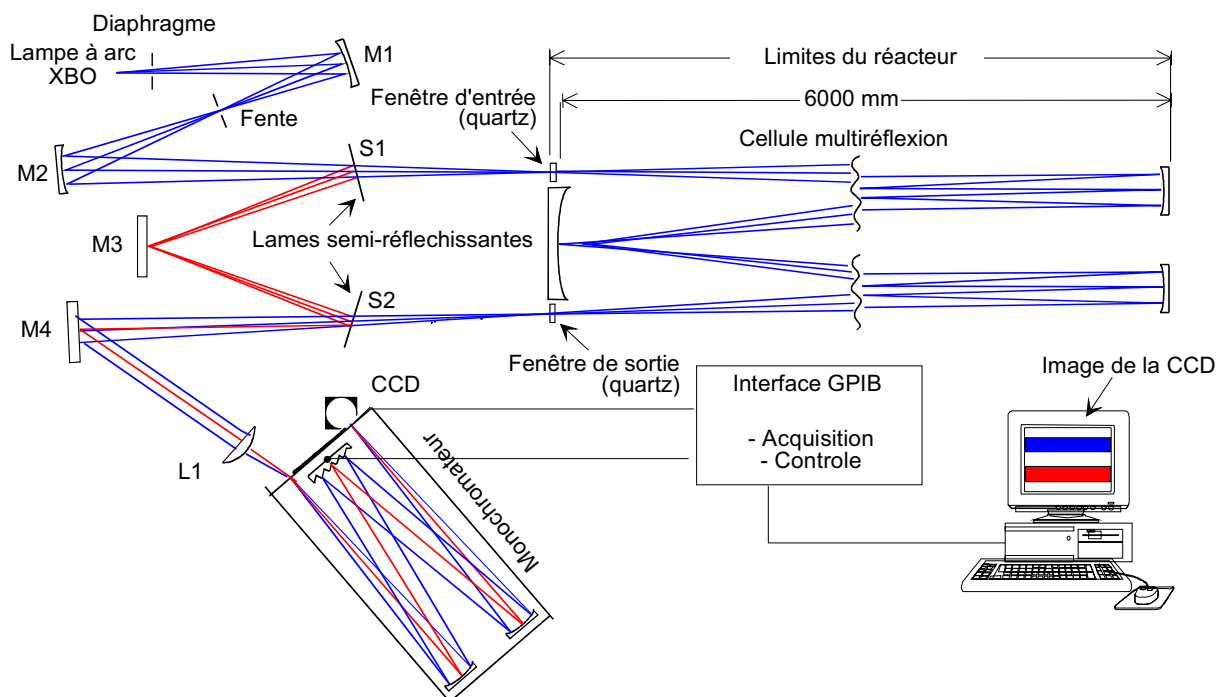 Diaphragme
Lampe à arc
XBO
M1
Limites du réacteur
Fenêtre d'entrée
(quartz)
6000 mm
Fente
Cellule multiréflexion
S1
M2
M3
Lames semi-réflechissantes
S2
M4
Fenêtre de sortie
(quartz)
Image de la CCD
CCD
Interface GPIB
- Acquisition
- Controle
L1
Monochromateur